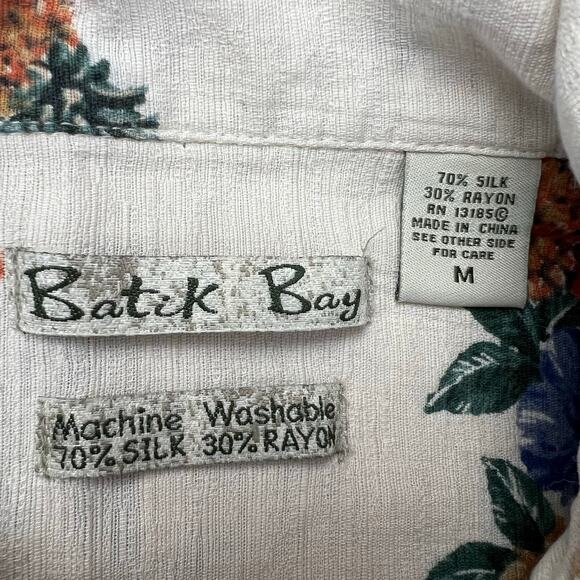 70% SILK
30% RAYON
RN 13185©
MADE IN CHINA
SEE OTHER SIDE
FOR CARE
M
Batik Bay
Machine Washable
70% SILK 30% RAYON